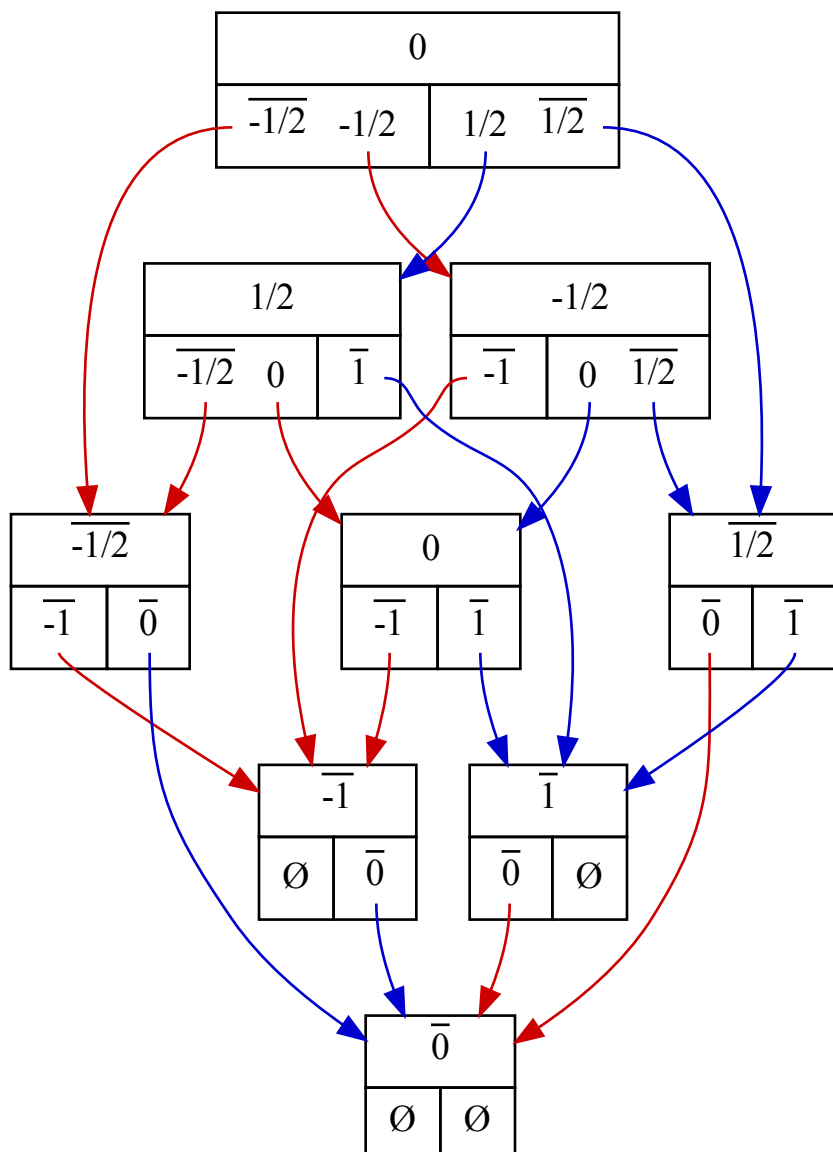 0
-1/2̅ -1/2 1/2 1/2̅
1/2 -1/2
-1/2̅ 0 1̅ -1̅ 0 1/2̅
-1/2̅ 0 1/2̅
-1̅ 0̅ -1̅ 1̅ 0̅ 1̅
-1̅ 1̅
Ø 0̅ 0̅ Ø
0̅
Ø Ø